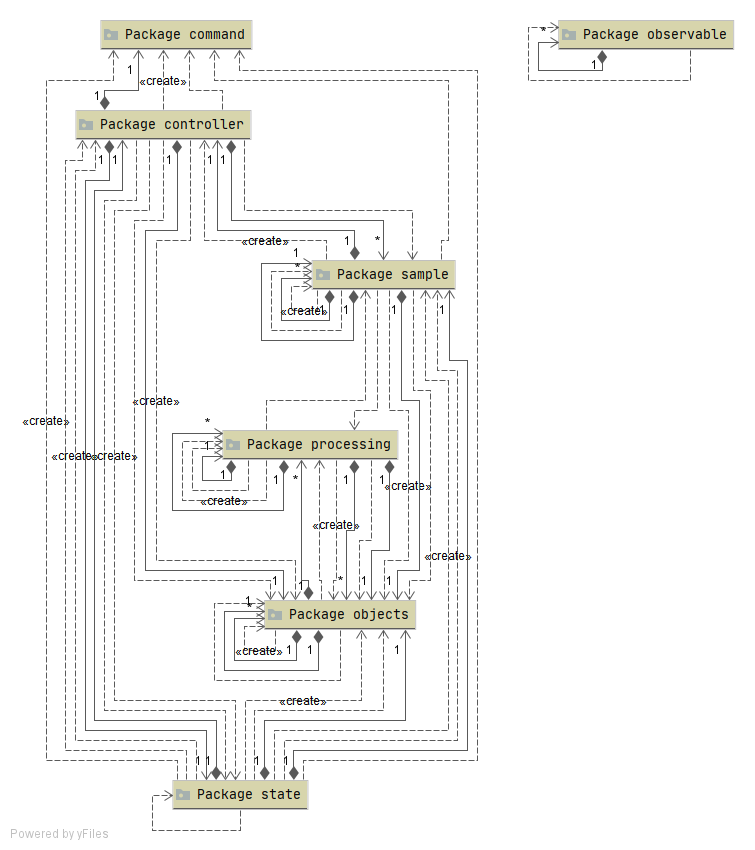 Package command
*
Package observable
1
1
«create»
1
Package controller
1
1
1
1
1
«create»
1
*
1
*
Package sample
«create»
1
1
1
1
«create»
*
«create»
«create»
1
Package processing
1
1
*
1
1
«create»
«create»
«create»
«create»
1
1
*
1
1
1
1
*
Package objects
«create»
1
1
1
«create»
1
1
1
1
Package state
Powered by yFiles